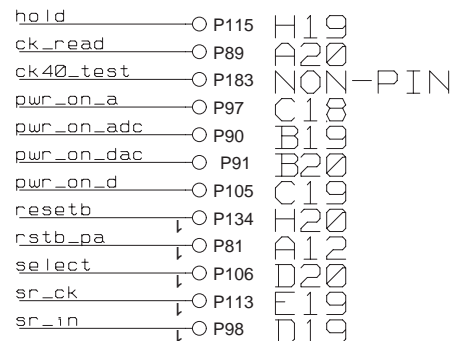 hold P115 H19
ck_read P89 A20
ck40_test P183 NON-PIN
pwr_on_a P97 C18
pwr_on_adc P90 B19
pwr_on_dac P91 B20
pwr_on_d P105 C19
resetb P134 H20
rstb_pa P81 A12
select P106 D20
sr_ck P113 E19
sr_in P98 D19